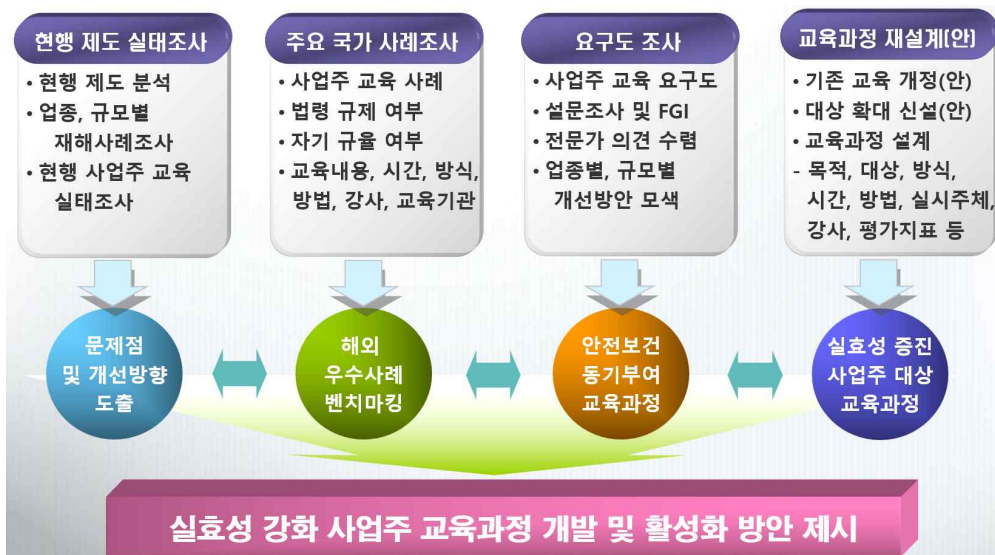 현행 제도 실태조사
• 현행 제도 분석
• 업종, 규모별
재해사례조사
• 현행 사업주 교육
실태조사
주요 국가 사례조사
• 사업주 교육 사례
• 법령 규제 여부
• 자기 규율 여부
• 교육내용, 시간, 방식,
방법, 강사, 교육기관
요구도 조사
• 사업주 교육 요구도
• 설문조사 및 FGI
• 전문가 의견 수렴
• 업종별, 규모별
개선방안 모색
교육과정 재설계(안)
• 기존 교육 개정(안)
• 대상 확대 신설(안)
• 교육과정 설계
- 목적, 대상, 방식,
시간, 방법, 실시주체,
강사, 평가지표 등
문제점
및 개선방향
도출
해외
우수사례
벤치마킹
안전보건
동기부여
교육과정
실효성 증진
사업주 대상
교육과정
실효성 강화 사업주 교육과정 개발 및 활성화 방안 제시